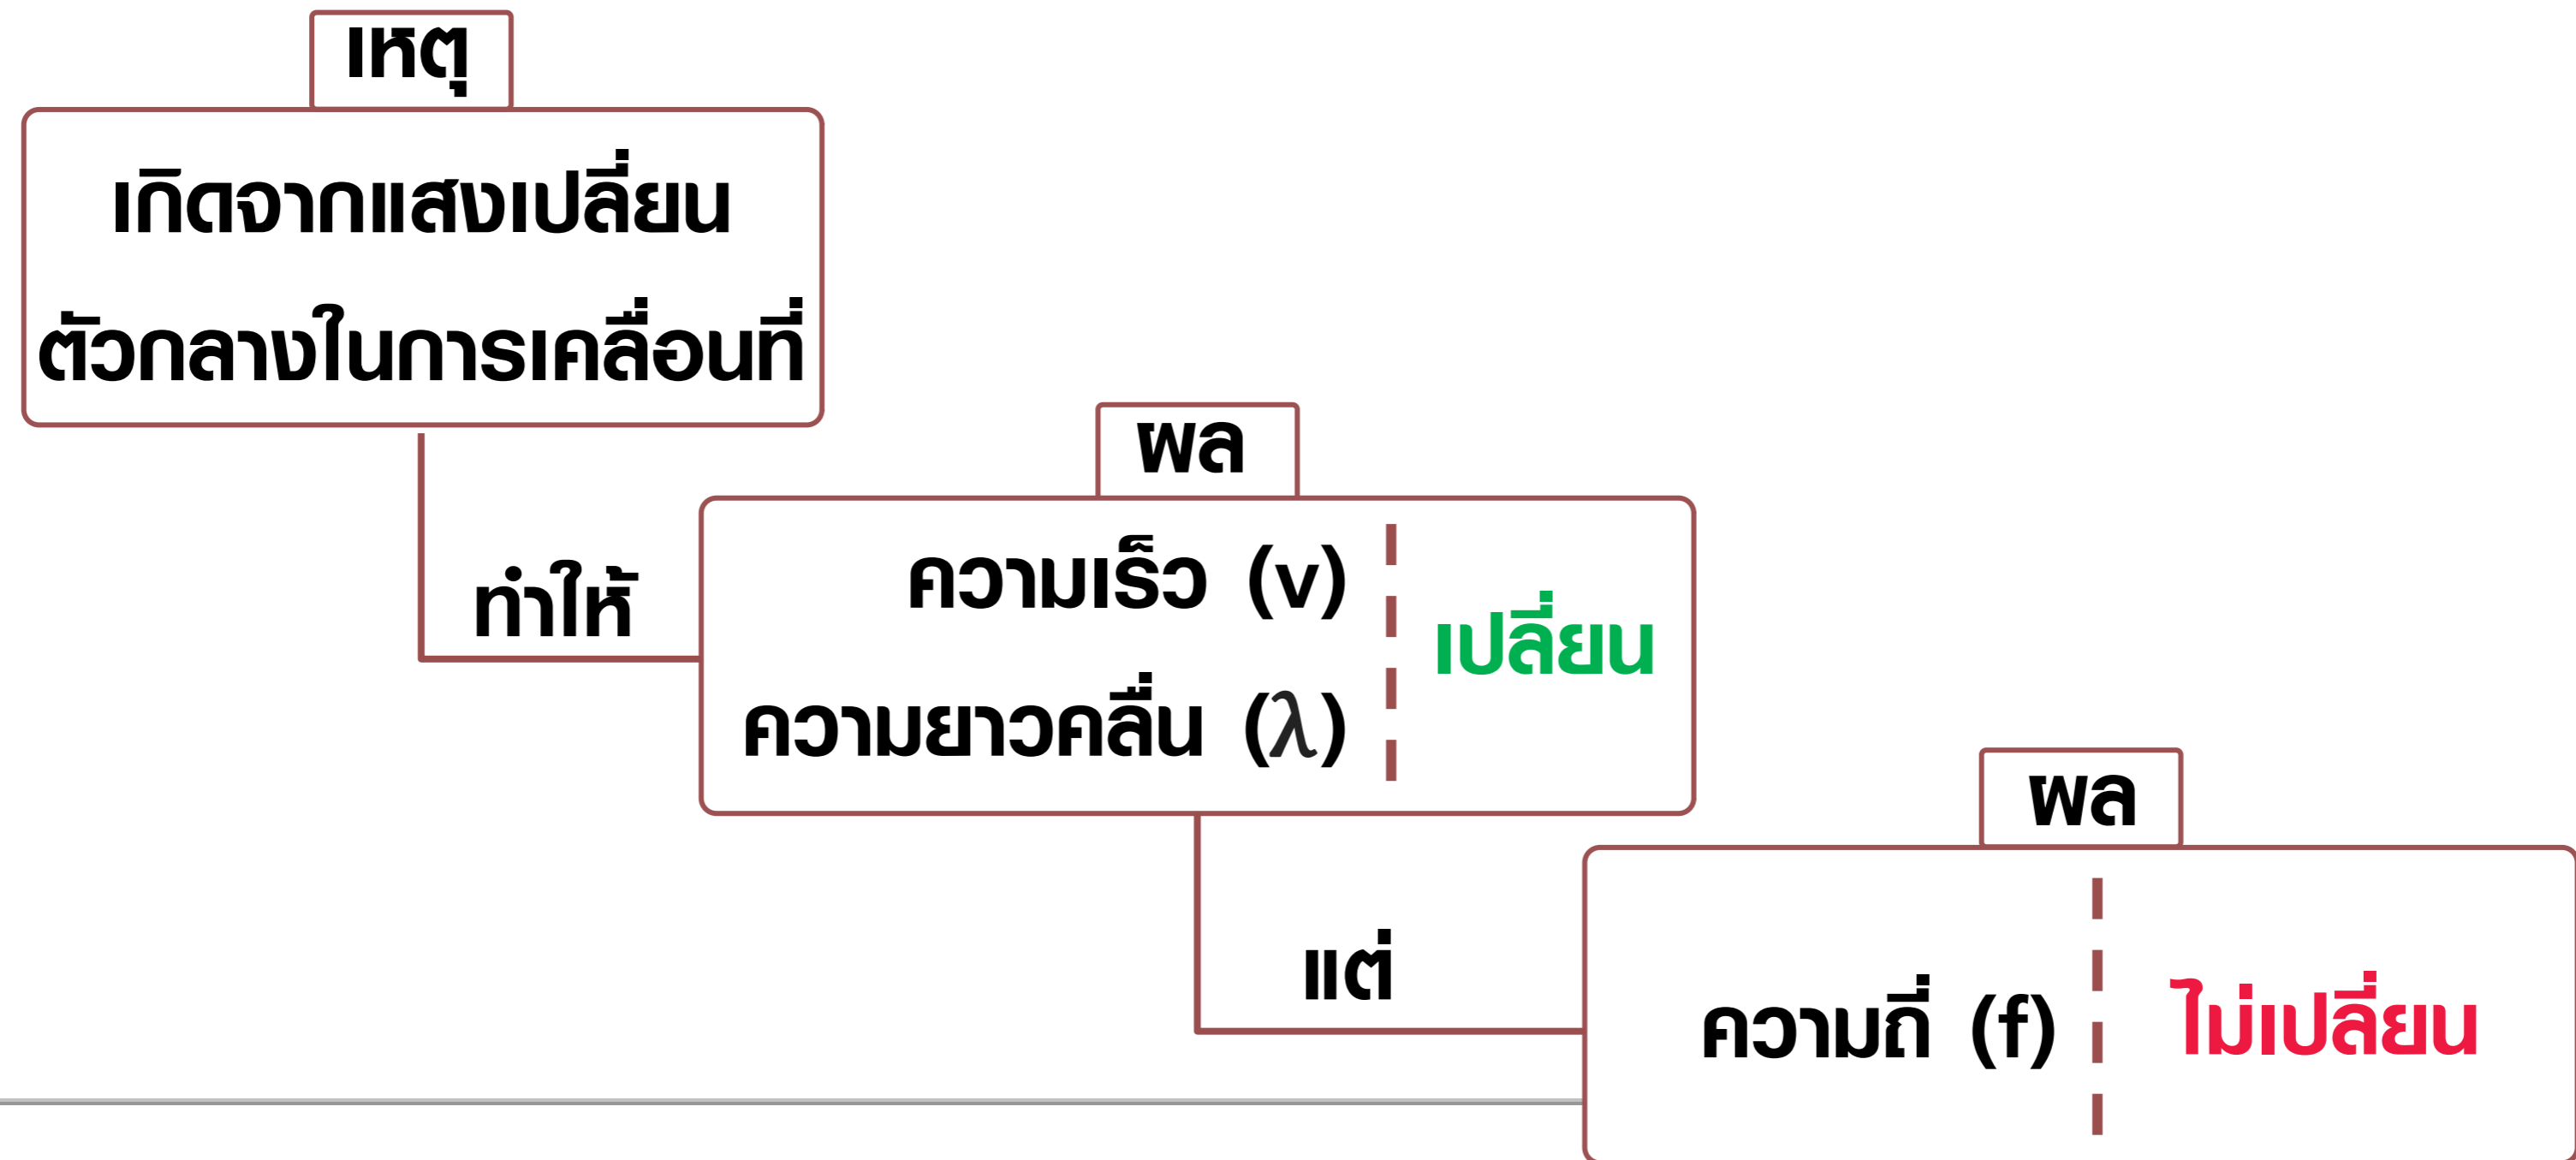 เหตุ
เกิดจากแสงเปลี่ยน
ตัวกลางในการเคลื่อนที่
ทำให้
ผล
ความเร็ว (v)
ความยาวคลื่น (λ)
เปลี่ยน
แต่
ผล
ความถี่ (f)
ไม่เปลี่ยน